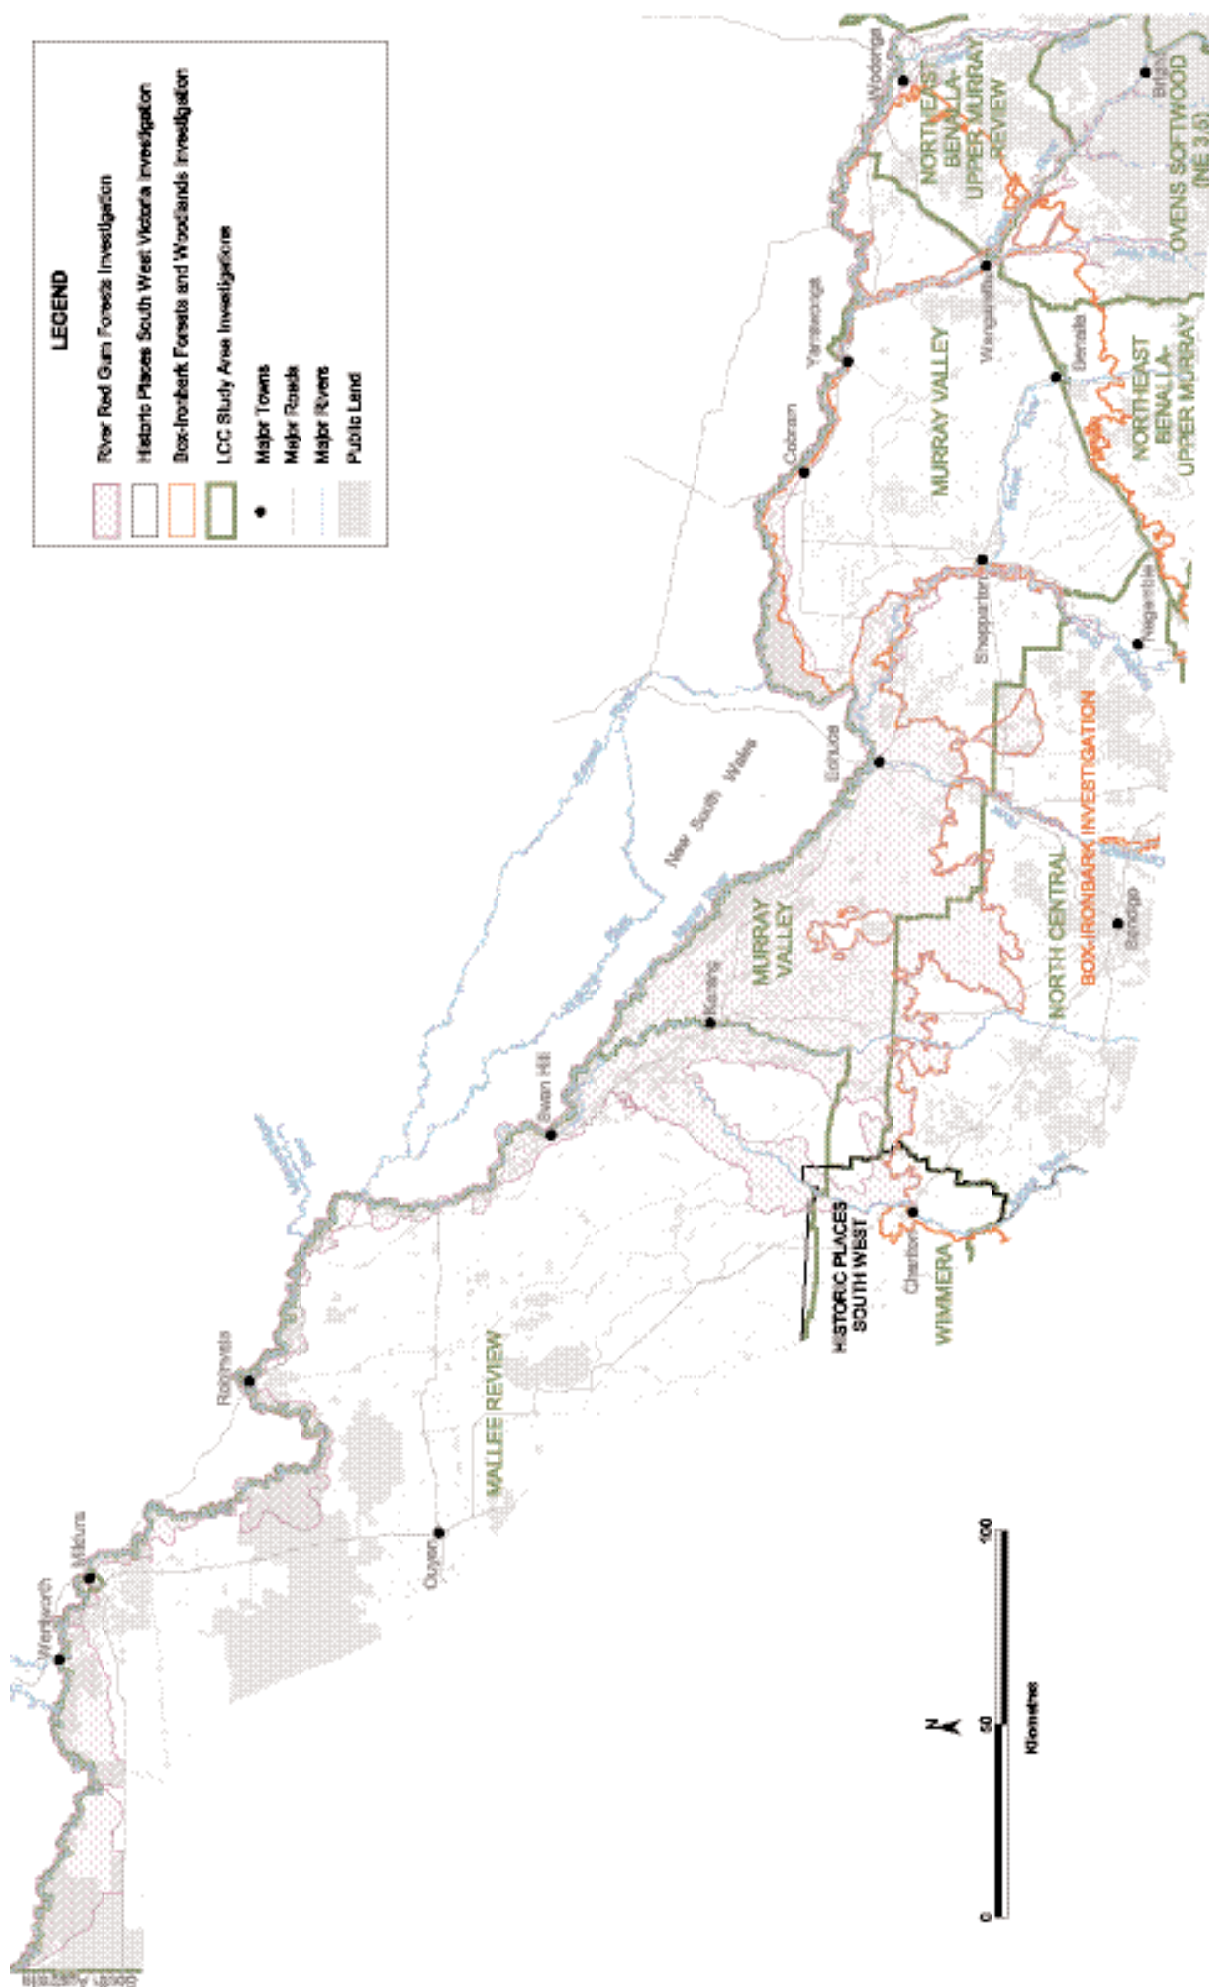 LEGEND
River Red Gum Forests Investigation
Historic Places South West Victoria Investigation
Box-Ironbark Forests and Woodlands Investigation
LCC Study Area Investigations
Major Towns
Major Roads
Major Rivers
Public Land
Wentworth
Mildura
Robinvale
Ouyen
MALLEE REVIEW
Swan Hill
Kerang
New South Wales
MURRAY
VALLEY
Echuca
HISTORIC PLACES
SOUTH WEST
Charlton
WIMMERA
NORTH CENTRAL
BOX-IRONBARK INVESTIGATION
Bendigo
Cobram
Yarrawonga
MURRAY VALLEY
Shepparton
Nagambie
Wangaratta
Benalla
NORTHEAST
BENALLA-
UPPER MURRAY
Wodonga
NORTHEAST
BENALLA-
UPPER MURRAY
REVIEW
Bright
OVENS SOFTWOOD
(NE 3,5)
N
0
50
100
Kilometres